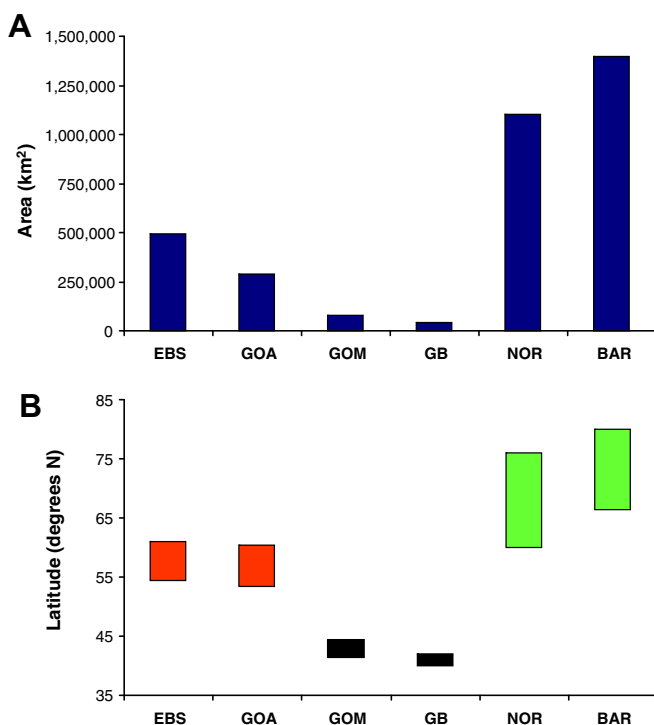 A
1,500,000
1,250,000
1,000,000
750,000
500,000
250,000
0
Area (km²)
EBS GOA GOM GB NOR BAR
B
85
75
65
55
45
35
Latitude (degrees N)
EBS GOA GOM GB NOR BAR